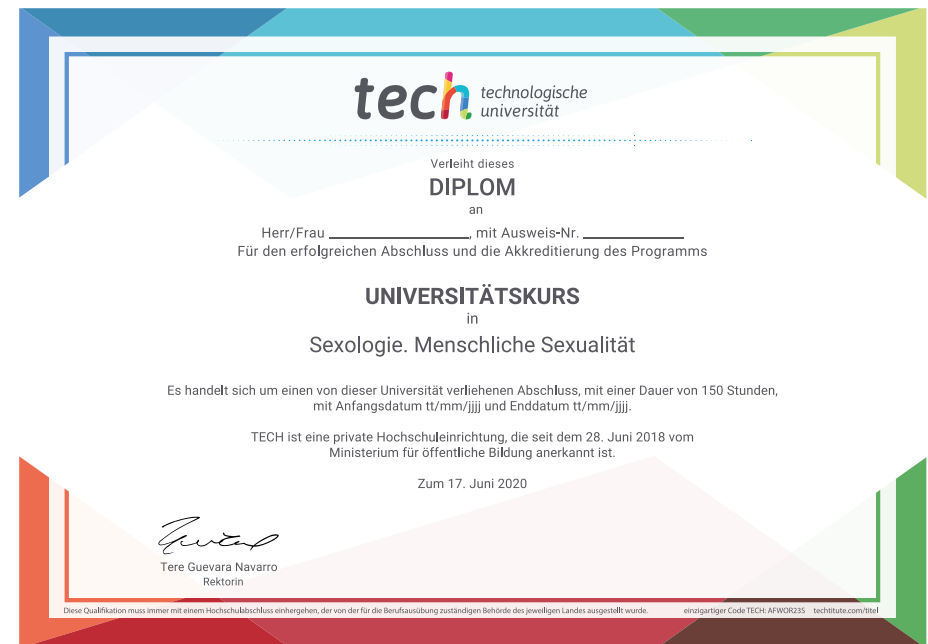 tech technologische
universität
Verleiht dieses
DIPLOM
an
Herr/Frau ____________, mit Ausweis-Nr. ____________
Für den erfolgreichen Abschluss und die Akkreditierung des Programms
UNIVERSITÄTSKURS
in
Sexologie. Menschliche Sexualität
Es handelt sich um einen von dieser Universität verliehenen Abschluss, mit einer Dauer von 150 Stunden,
mit Anfangsdatum tt/mm/jjjj und Enddatum tt/mm/jjjj.
TECH ist eine private Hochschuleinrichtung, die seit dem 28. Juni 2018 vom
Ministerium für öffentliche Bildung anerkannt ist.
Zum 17. Juni 2020
Tere Guevara Navarro
Rektorin
Diese Qualifikation muss immer mit einem Hochschulabschluss einhergehen, der von der für die Berufsausübung zuständigen Behörde des jeweiligen Landes ausgestellt wurde. einzigartiger Code TECH: AFWOR23S techtitute.com/titel